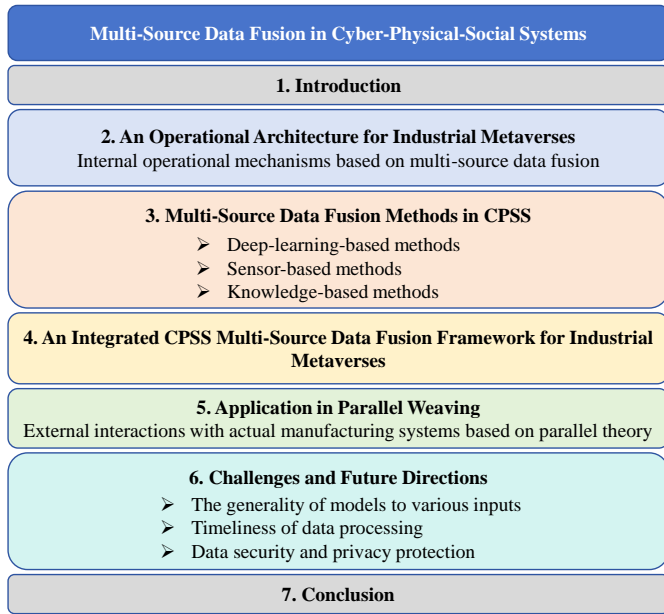 Multi-Source Data Fusion in Cyber-Physical-Social Systems
1. Introduction
2. An Operational Architecture for Industrial Metaverses
Internal operational mechanisms based on multi-source data fusion
3. Multi-Source Data Fusion Methods in CPSS
➢ Deep-learning-based methods
➢ Sensor-based methods
➢ Knowledge-based methods
4. An Integrated CPSS Multi-Source Data Fusion Framework for Industrial
Metaverses
5. Application in Parallel Weaving
External interactions with actual manufacturing systems based on parallel theory
6. Challenges and Future Directions
➢ The generality of models to various inputs
➢ Timeliness of data processing
➢ Data security and privacy protection
7. Conclusion